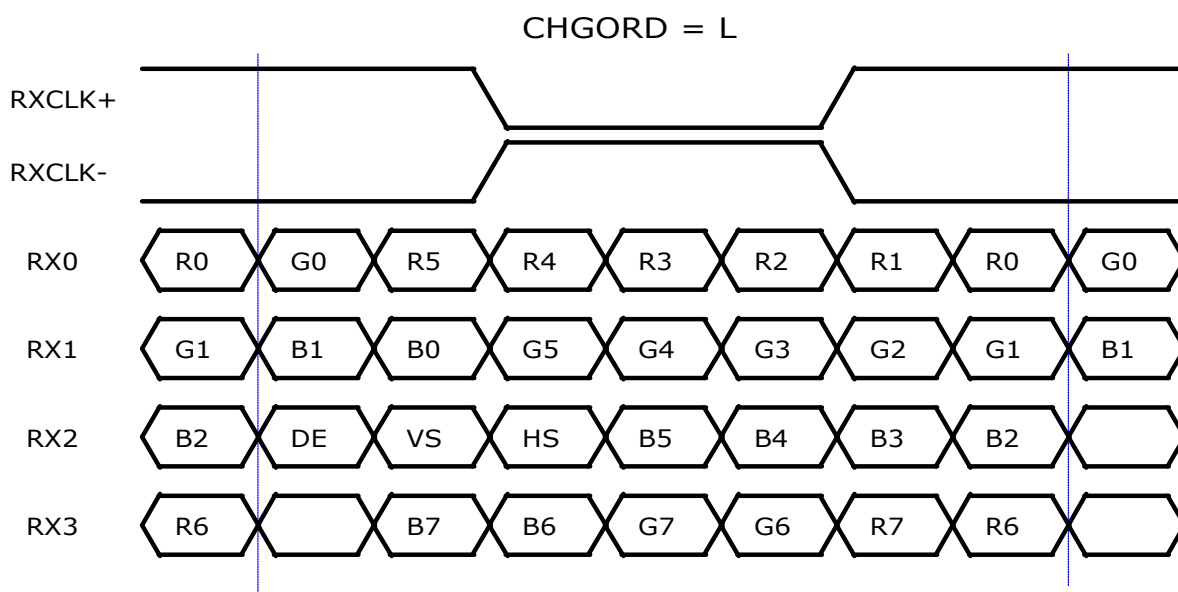 CHGORD = L
RXCLK+
RXCLK-
RX0 R0 G0 R5 R4 R3 R2 R1 R0 G0
RX1 G1 B1 B0 G5 G4 G3 G2 G1 B1
RX2 B2 DE VS HS B5 B4 B3 B2
RX3 R6 B7 B6 G7 G6 R7 R6